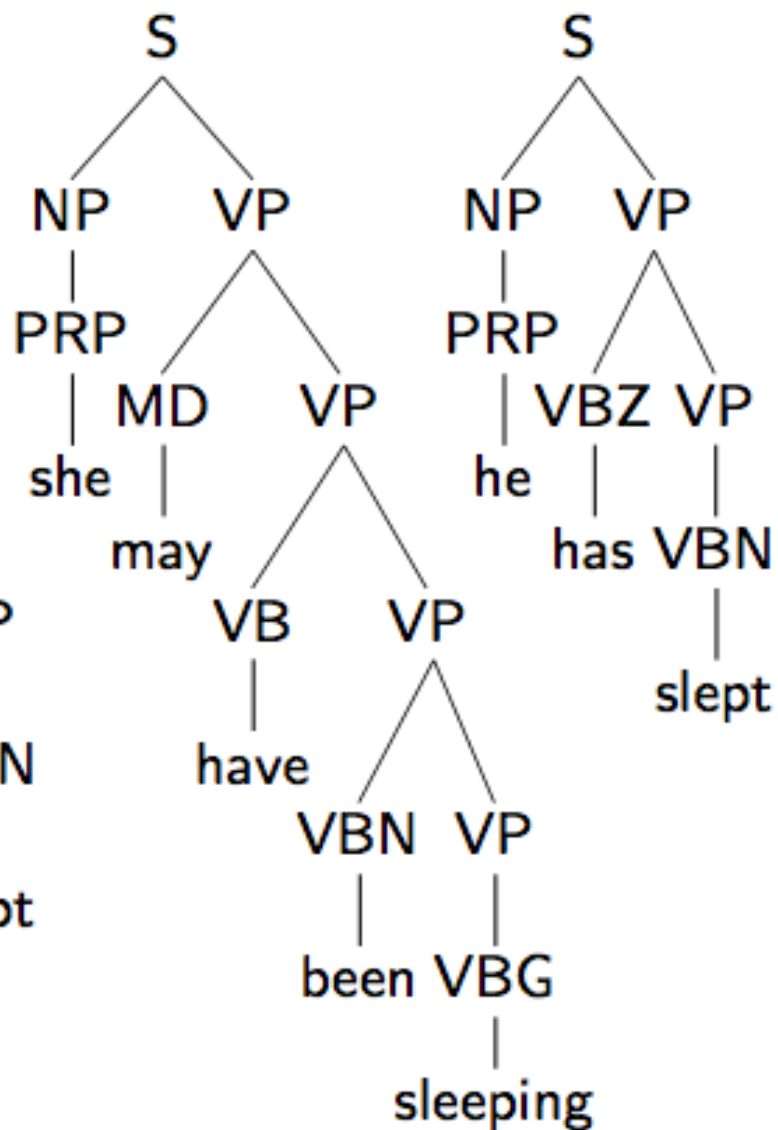 S S
NP VP NP VP
PRP PRP
MD VP VBZ VP
she he
may has VBN
VB VP
slept
have
VBN VP
been VBG
sleeping